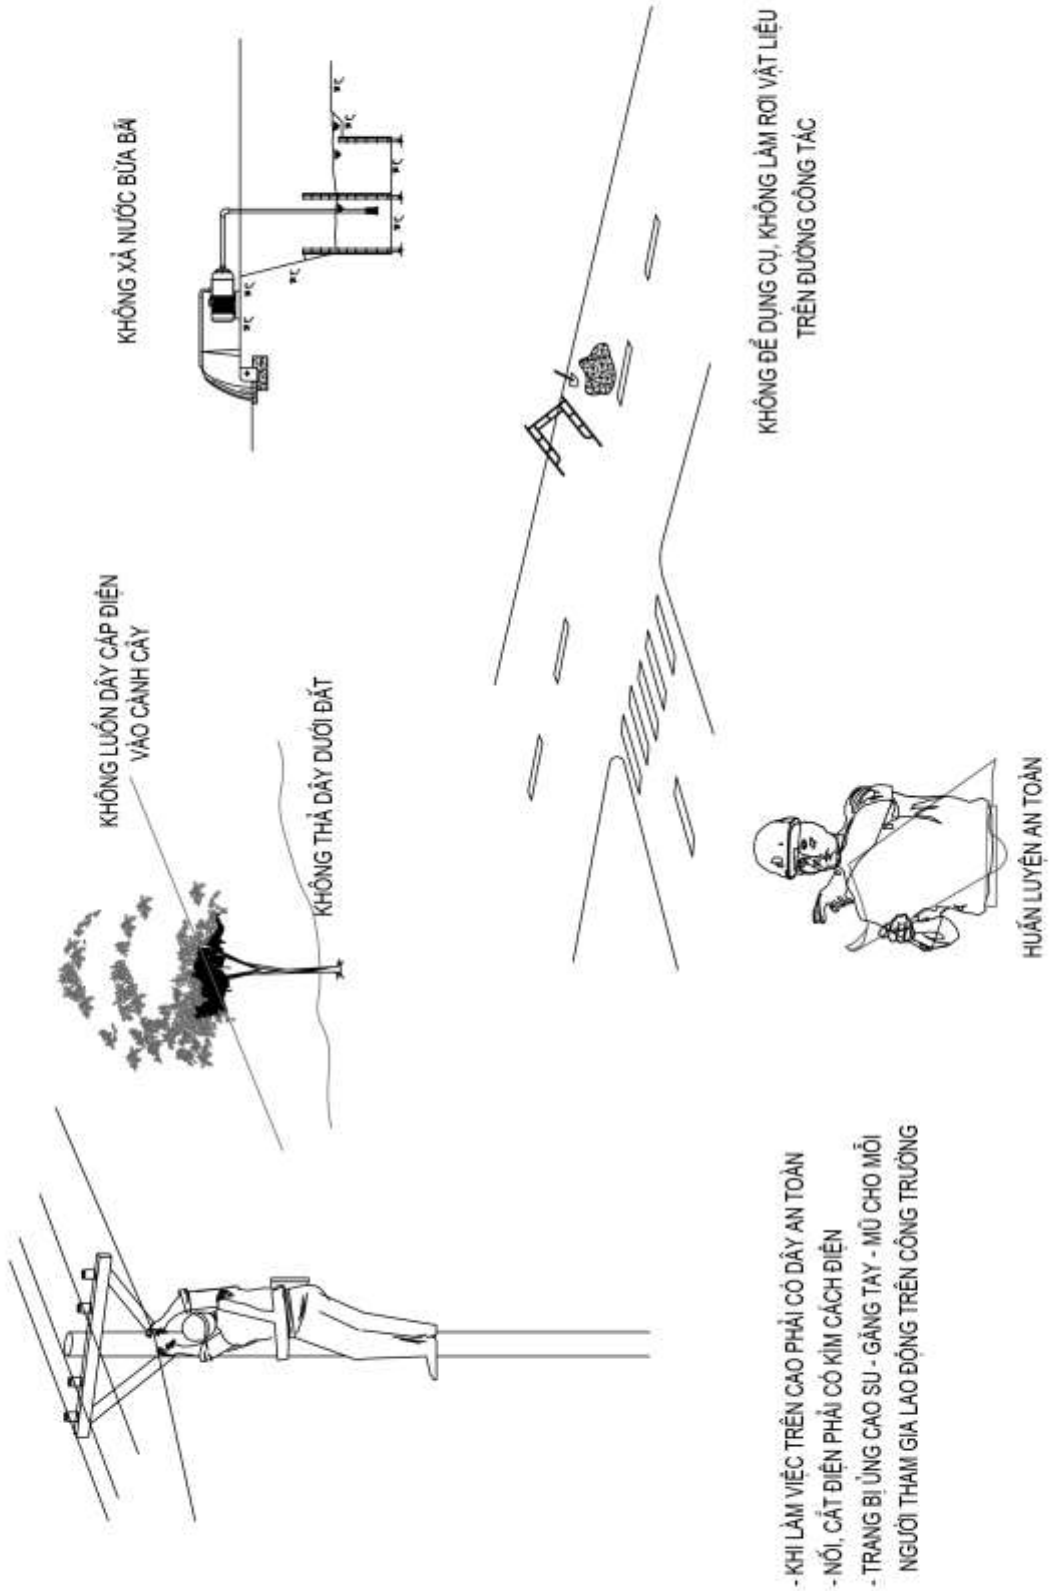 KHÔNG LUỒN DÂY CÁP ĐIỆN
VÀO CÀNH CÂY
KHÔNG THẢ DÂY DƯỚI ĐẤT
KHÔNG XẢ NƯỚC BỪA BÃI
- KHI LÀM VIỆC TRÊN CAO PHẢI CÓ DÂY AN TOÀN
- NỐI, CẮT ĐIỆN PHẢI CÓ KÌM CÁCH ĐIỆN
- TRANG BỊ ỦNG CAO SU - GĂNG TAY - MŨ CHO MỖI
NGƯỜI THAM GIA LAO ĐỘNG TRÊN CÔNG TRƯỜNG
HUẤN LUYỆN AN TOÀN
KHÔNG ĐỂ DỤNG CỤ, KHÔNG LÀM RƠI VẬT LIỆU
TRÊN ĐƯỜNG CÔNG TÁC